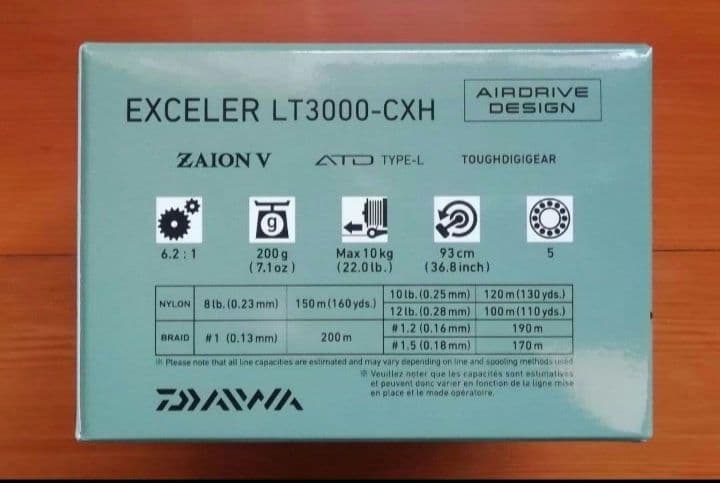 EXCELER LT3000-CXH
AIRDRIVE
DESIGN
ZAION V ATD TYPE-L TOUGHDIGIGEAR
g
6.2 : 1 200g Max 10kg 93cm 5
(7.1oz) (22.0lb.) (36.8inch)
NYLON 8lb. (0.23mm) 150m(160yds.) 10lb. (0.25mm) 120m(130yds.)
12lb. (0.28mm) 100m(110yds.)
BRAID #1 (0.13mm) 200m #1.2 (0.16mm) 190m
#1.5 (0.18mm) 170m
※ Please note that all line capacities are estimated and may vary depending on line and spooling methods used
※ Veuillez noter que les capacités sont estimatives
et peuvent donc varier en fonction de la ligne mise
en place et le mode opératoire.
DAIWA